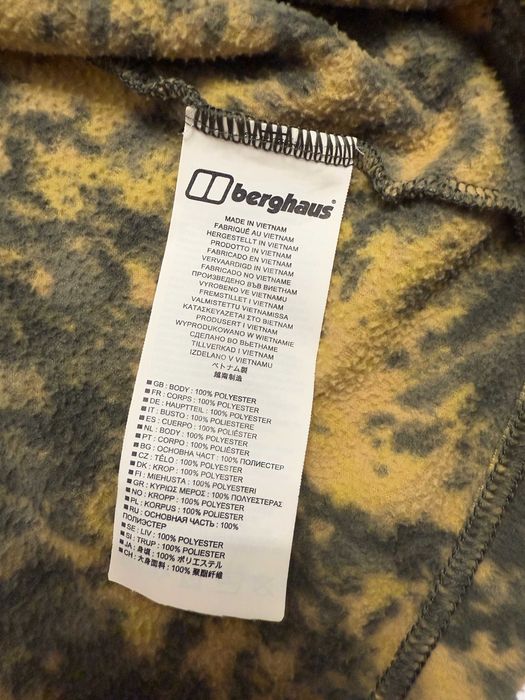 berghaus
MADE IN VIETNAM
FABRIQUÉ AU VIETNAM
HERGESTELLT IN VIETNAM
PRODOTTO IN VIETNAM
FABRICADO EN VIETNAM
VERVAARDIGD IN VIETNAM
FABRICADO NO VIETNAME
ПРОИЗВЕДЕНО ВЪВ ВИЕТНАМ
VYROBENO VE VIETNAMU
FREMSTILLET I VIETNAM
VALMISTETTU VIETNAMISSA
ΚΑΤΑΣΚΕΥΑΖΕΤΑΙ ΣΤΟ ΒΙΕΤΝΑΜ
PRODUSERT I VIETNAM
WYPRODUKOWANO W WIETNAMIE
СДЕЛАНО ВО ВЬЕТНАМЕ
TILLVERKAD I VIETNAM
IZDELANO V VIETNAMU
ベトナム製
越南制造
■ GB : BODY : 100% POLYESTER
■ FR : CORPS : 100% POLYESTER
■ DE : HAUPTTEIL : 100% POLYESTER
■ IT : BUSTO : 100% POLIESTERE
■ ES : CUERPO : 100% POLIÉSTER
■ NL : BODY : 100% POLYESTER
■ PT : CORPO : 100% POLIÉSTER
■ BG : ОСНОВНА ЧАСТ : 100% ПОЛИЕСТЕР
■ CZ : TĚLO : 100% POLYESTER
■ DK : KROP : 100% POLYESTER
■ FI : MIEHUSTA : 100% POLYESTERI
■ GR : ΚΥΡΙΩΣ ΜΕΡΟΣ : 100% ΠΟΛΥΕΣΤΕΡΑΣ
■ NO : KROPP : 100% POLYESTER
■ PL : KORPUS : 100% POLIESTER
■ RU : ОСНОВНАЯ ЧАСТЬ : 100%
ПОЛИЭСТЕР
■ SE : LIV : 100% POLYESTER
■ SI : TRUP : 100% POLIESTER
■ JA : 身頃 : 100% ポリエステル
■ CH : 大身面料 : 100% 聚酯纤维